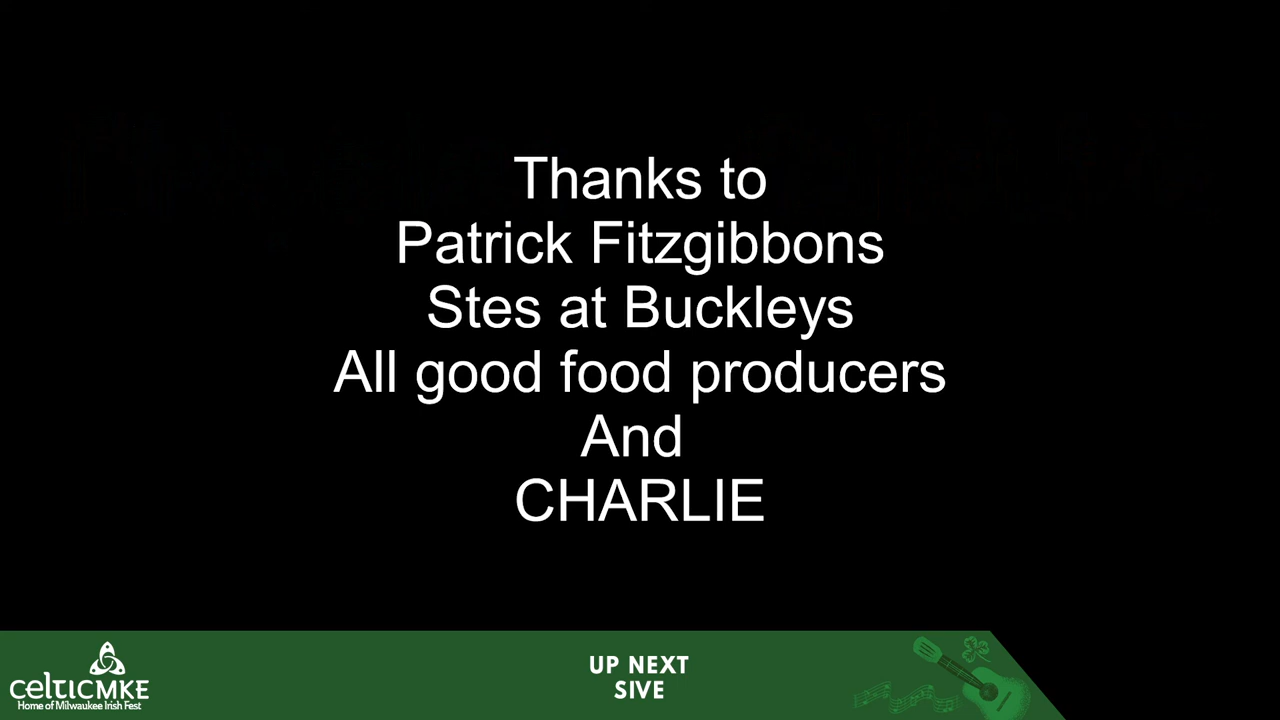 Thanks to
Patrick Fitzgibbons
Stes at Buckleys
All good food producers
And
CHARLIE
UP NEXT
SIVE
celticMKE
Home of Milwaukee Irish Fest